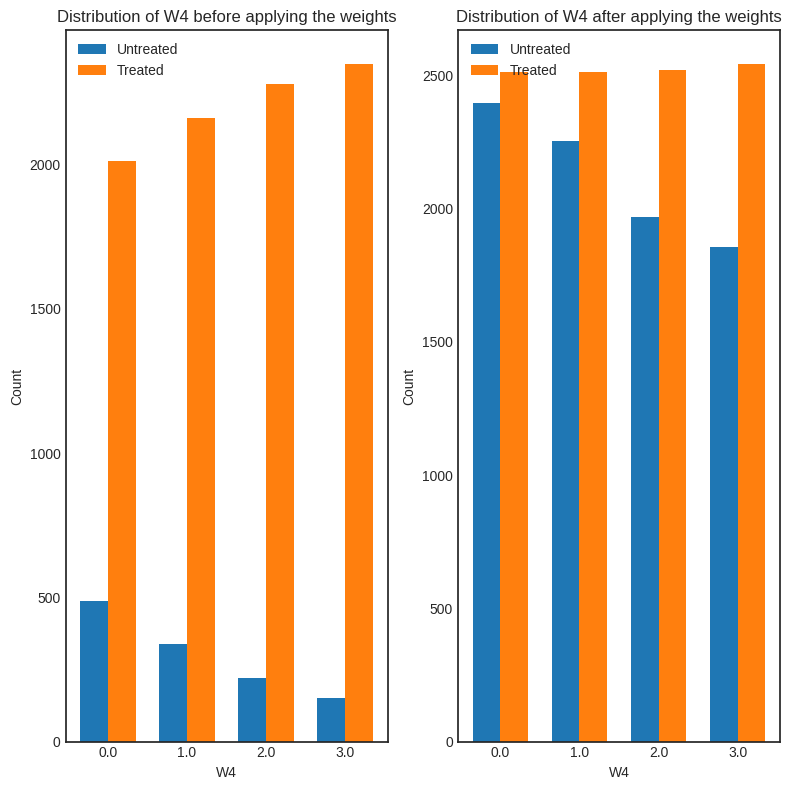 Distribution of W4 before applying the weights
Untreated
Treated
2000
1500
1000
500
0
Count
0.0 1.0 2.0 3.0
W4
Distribution of W4 after applying the weights
Untreated
Treated
2500
2000
1500
1000
500
0
Count
0.0 1.0 2.0 3.0
W4